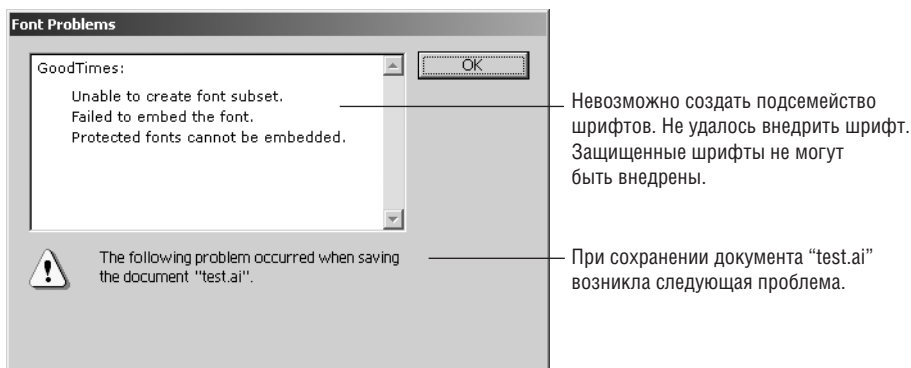 Font Problems
GoodTimes:
Unable to create font subset.
Failed to embed the font.
Protected fonts cannot be embedded.
OK
The following problem occurred when saving
the document "test.ai".
Невозможно создать подсемейство
шрифтов. Не удалось внедрить шрифт.
Защищенные шрифты не могут
быть внедрены.
При сохранении документа “test.ai”
возникла следующая проблема.